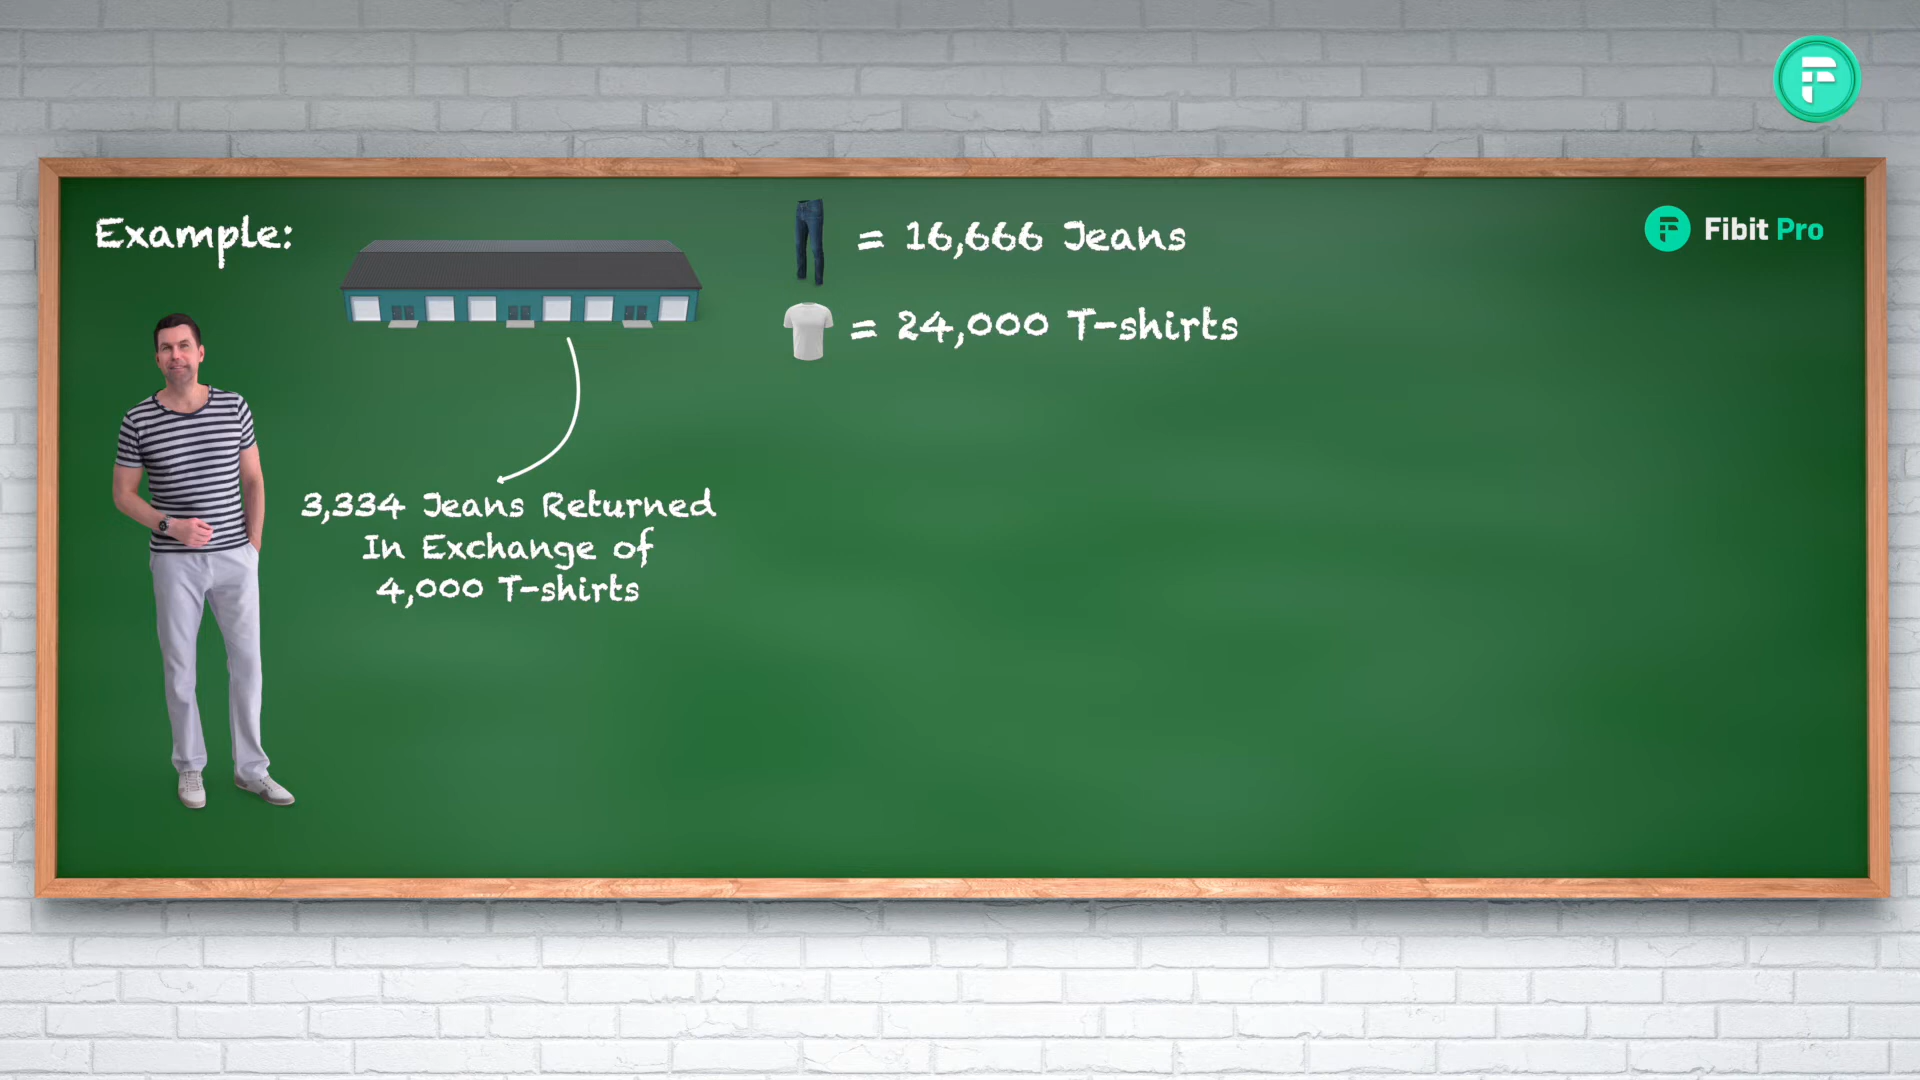 Example:
= 16,666 Jeans
= 24,000 T-shirts
Fibit Pro
3,334 Jeans Returned
In Exchange of
4,000 T-shirts